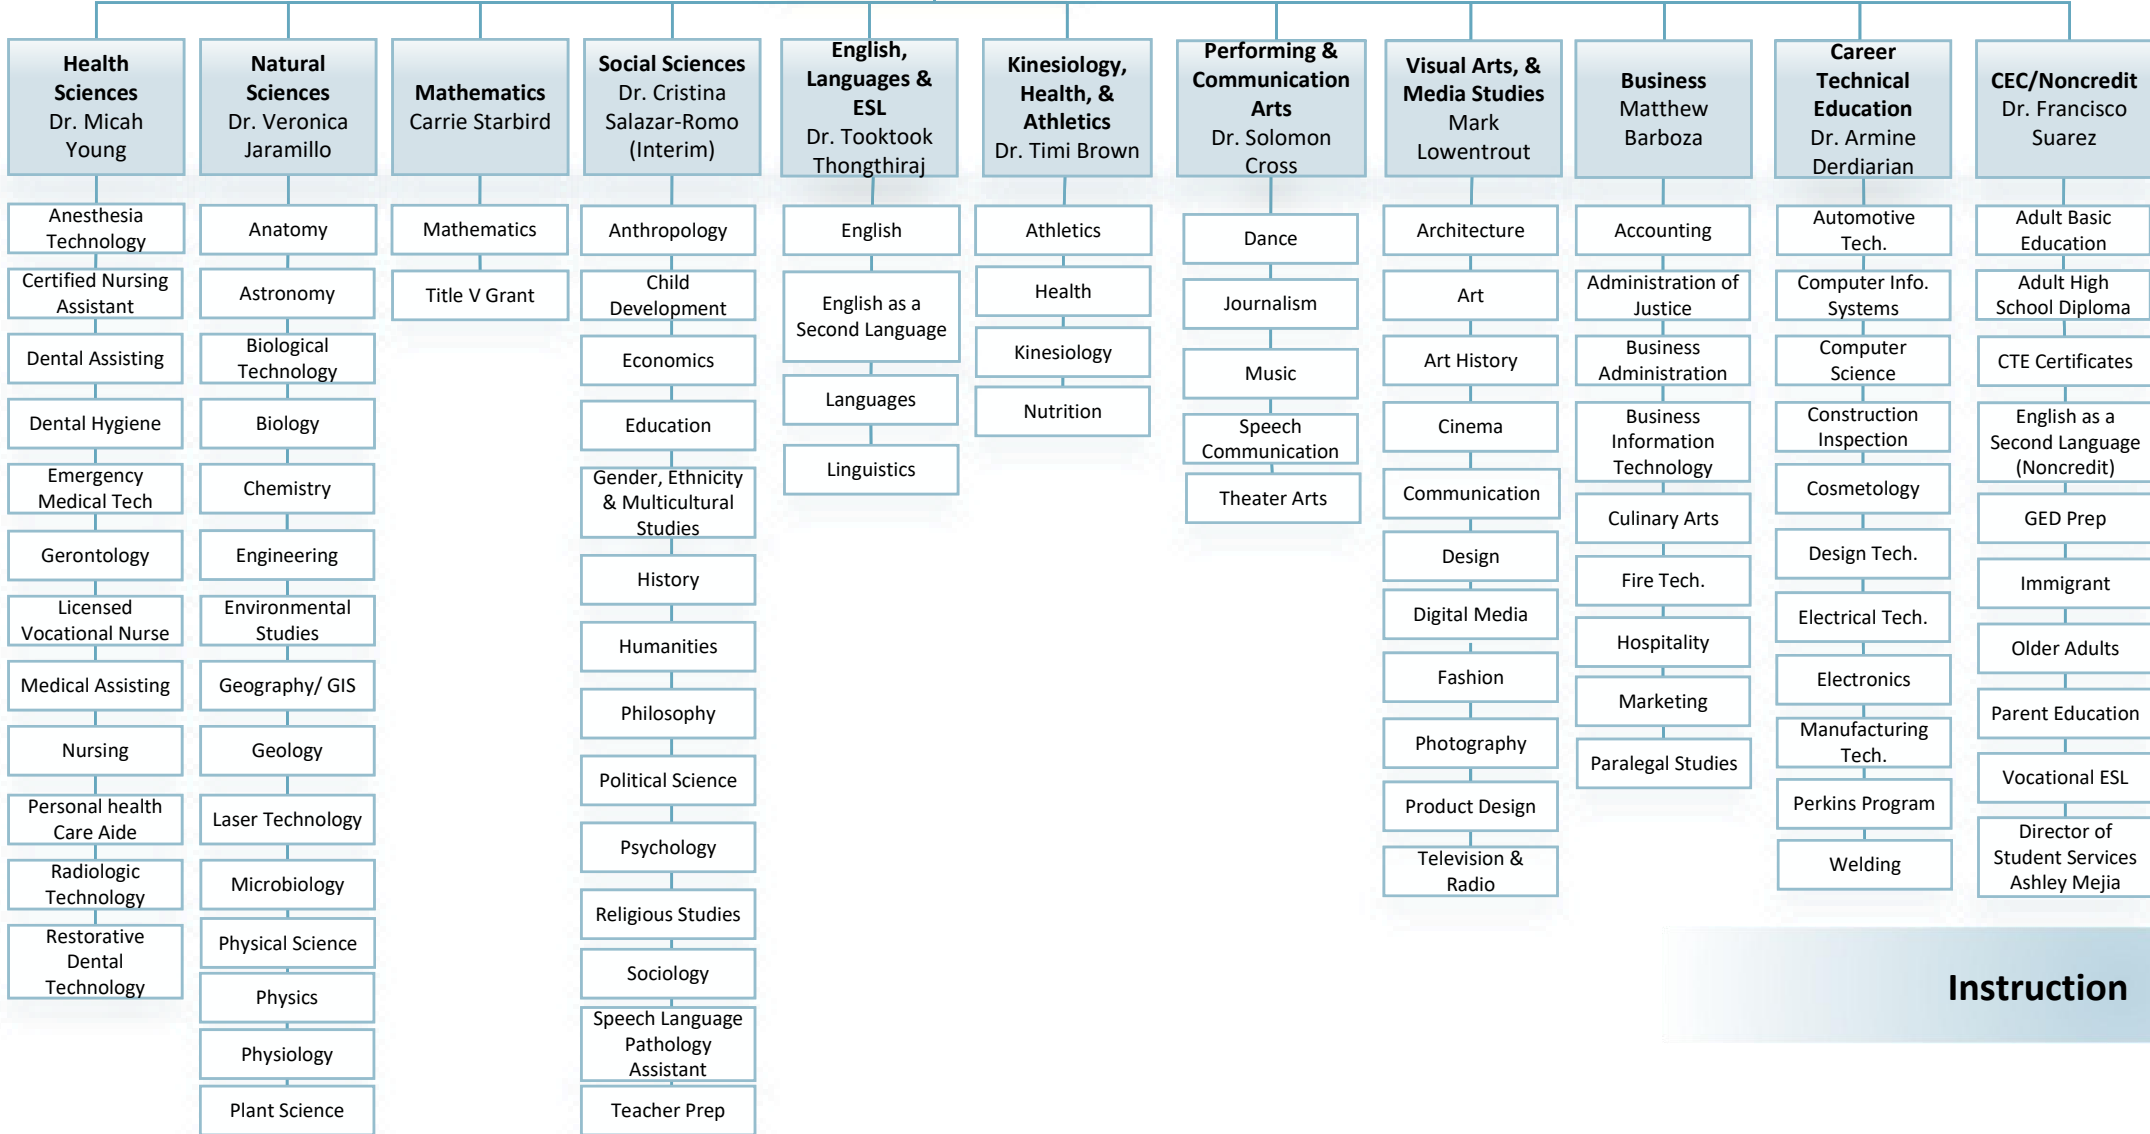 Health
Sciences
Dr. Micah
Young
Anesthesia
Technology
Certified Nursing
Assistant
Dental Assisting
Dental Hygiene
Emergency
Medical Tech
Gerontology
Licensed
Vocational Nurse
Medical Assisting
Nursing
Personal health
Care Aide
Radiologic
Technology
Restorative
Dental
Technology
Natural
Sciences
Dr. Veronica
Jaramillo
Anatomy
Astronomy
Biological
Technology
Biology
Chemistry
Engineering
Environmental
Studies
Geography/ GIS
Geology
Laser Technology
Microbiology
Physical Science
Physics
Physiology
Plant Science
Mathematics
Carrie Starbird
Mathematics
Title V Grant
Social Sciences
Dr. Cristina
Salazar-Romo
(Interim)
Anthropology
Child
Development
Economics
Education
Gender, Ethnicity
& Multicultural
Studies
History
Humanities
Philosophy
Political Science
Psychology
Religious Studies
Sociology
Speech Language
Pathology
Assistant
Teacher Prep
English,
Languages &
ESL
Dr. Tooktook
Thongthiraj
English
English as a
Second Language
Languages
Linguistics
Kinesiology,
Health, &
Athletics
Dr. Timi Brown
Athletics
Health
Kinesiology
Nutrition
Performing &
Communication
Arts
Dr. Solomon
Cross
Dance
Journalism
Music
Speech
Communication
Theater Arts
Visual Arts, &
Media Studies
Mark
Lowentrout
Architecture
Art
Art History
Cinema
Communication
Design
Digital Media
Fashion
Photography
Product Design
Television &
Radio
Business
Matthew
Barboza
Accounting
Administration of
Justice
Business
Administration
Business
Information
Technology
Culinary Arts
Fire Tech.
Hospitality
Marketing
Paralegal Studies
Career
Technical
Education
Dr. Armine
Derdiarian
Automotive
Tech.
Computer Info.
Systems
Computer
Science
Construction
Inspection
Cosmetology
Design Tech.
Electrical Tech.
Electronics
Manufacturing
Tech.
Perkins Program
Welding
CEC/Noncredit
Dr. Francisco
Suarez
Adult Basic
Education
Adult High
School Diploma
CTE Certificates
English as a
Second Language
(Noncredit)
GED Prep
Immigrant
Older Adults
Parent Education
Vocational ESL
Director of
Student Services
Ashley Mejia
Instruction